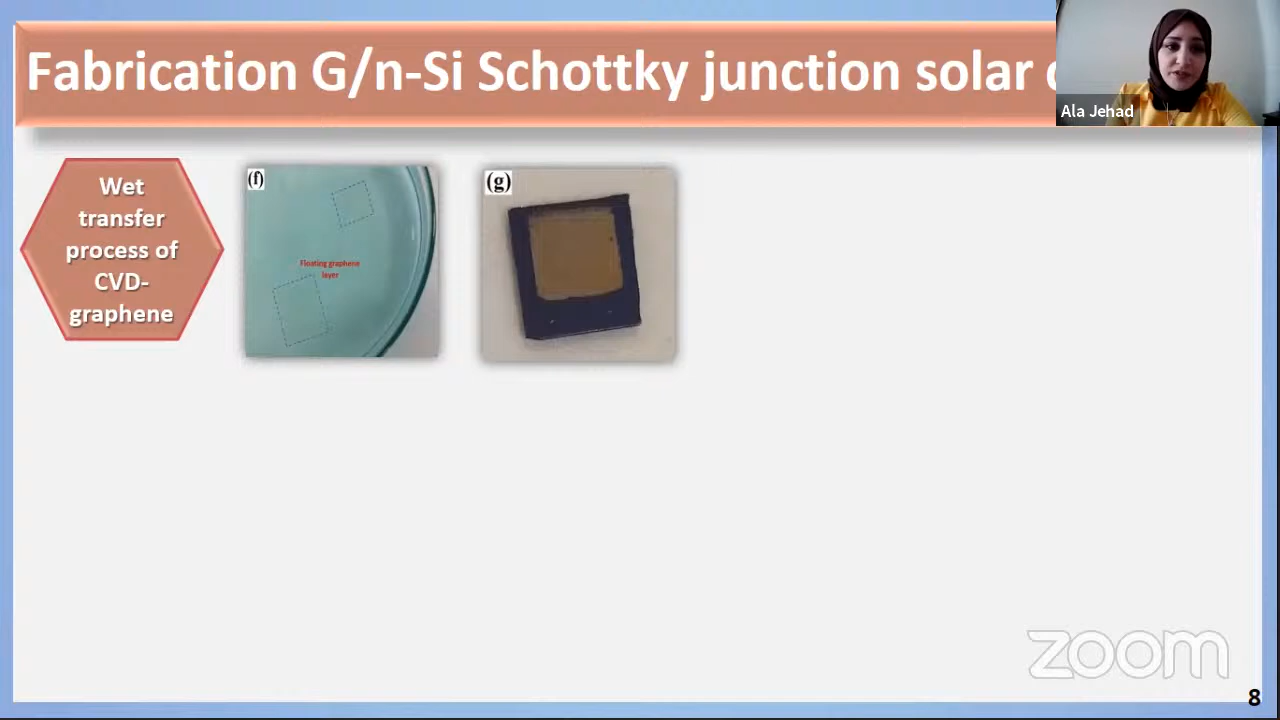 Fabrication G/n-Si Schottky junction solar
Ala Jehad
Wet
transfer
process of
CVD-
graphene
(f)
Floating graphene
layer
(g)
zoom
8